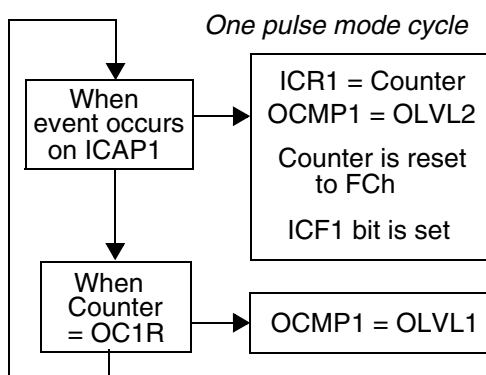 One pulse mode cycle
When
event occurs
on ICAP1
ICR1 = Counter
OCMP1 = OLVL2
Counter is reset
to FCh
ICF1 bit is set
When
Counter
= OC1R
OCMP1 = OLVL1